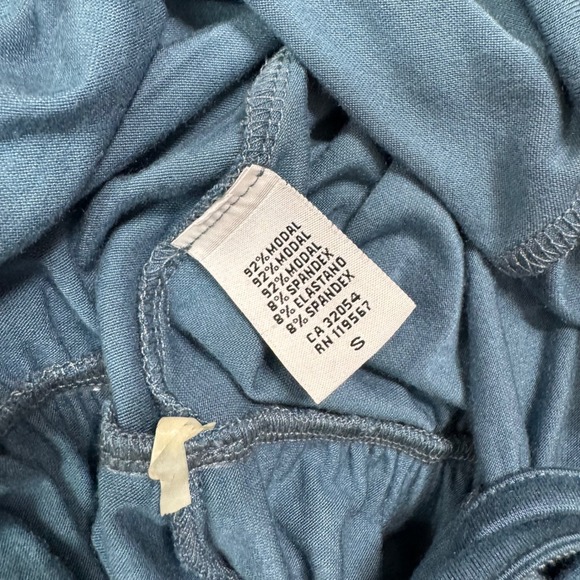 92% MODAL
92% MODAL
92% MODAL
8% SPANDEX
8% ELASTANO
8% SPANDEX
CA 32054
RN 119567
S